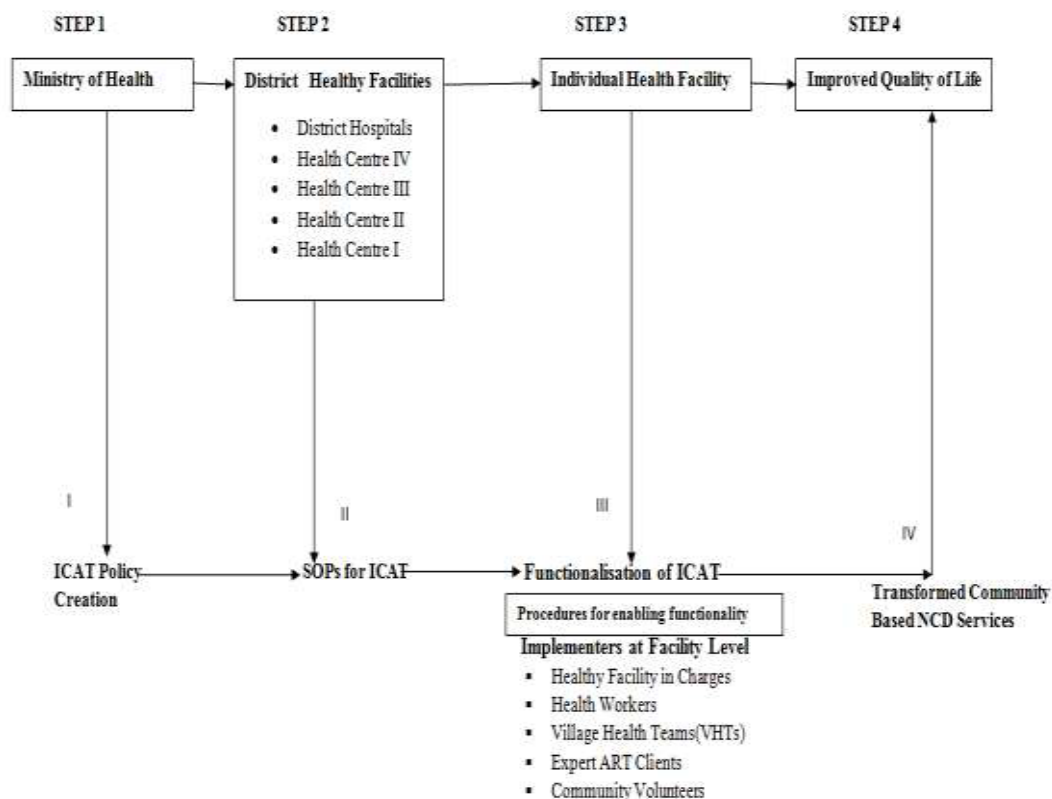 STEP 1
STEP 2
STEP 3
STEP 4
Ministry of Health
District Healthy Facilities
• District Hospitals
• Health Centre IV
• Health Centre III
• Health Centre II
• Health Centre I
Individual Health Facility
Improved Quality of Life
I
II
III
IV
ICAT Policy
Creation
SOPs for ICAT
Functionalisation of ICAT
Procedures for enabling functionality
Implementers at Facility Level
▪ Healthy Facility in Charges
▪ Health Workers
▪ Village Health Teams(VHTs)
▪ Expert ART Clients
▪ Community Volunteers
Transformed Community
Based NCD Services